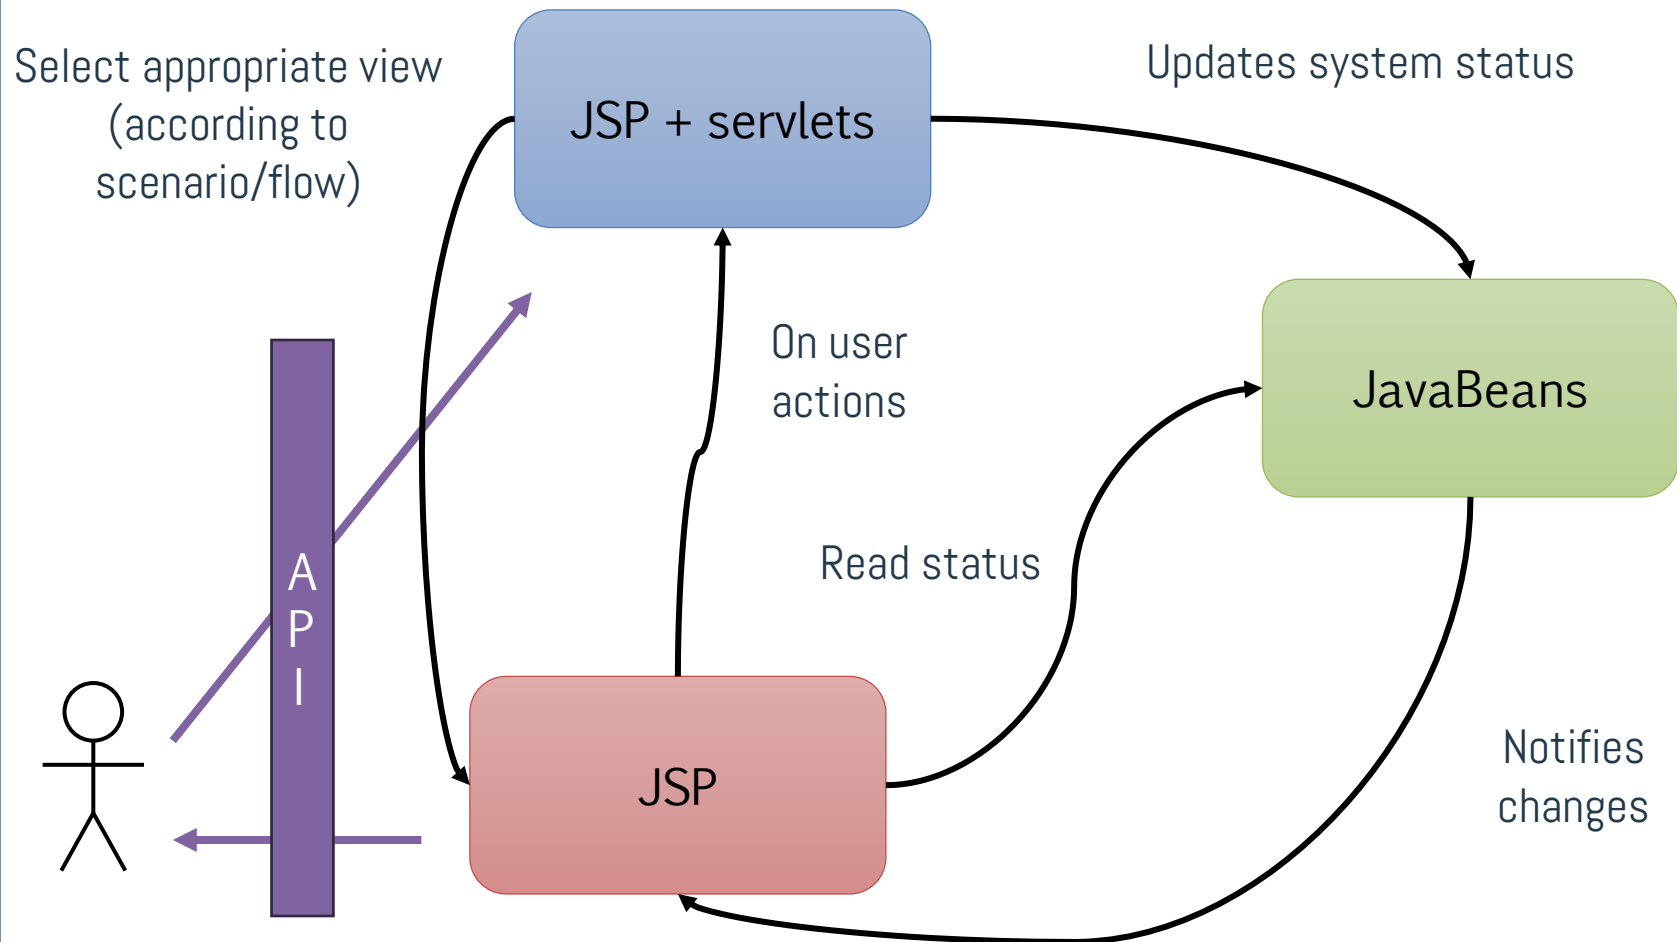 Select appropriate view
(according to
scenario/flow)
JSP + servlets
Updates system status
On user
actions
JavaBeans
Read status
A
P
I
JSP
Notifies
changes